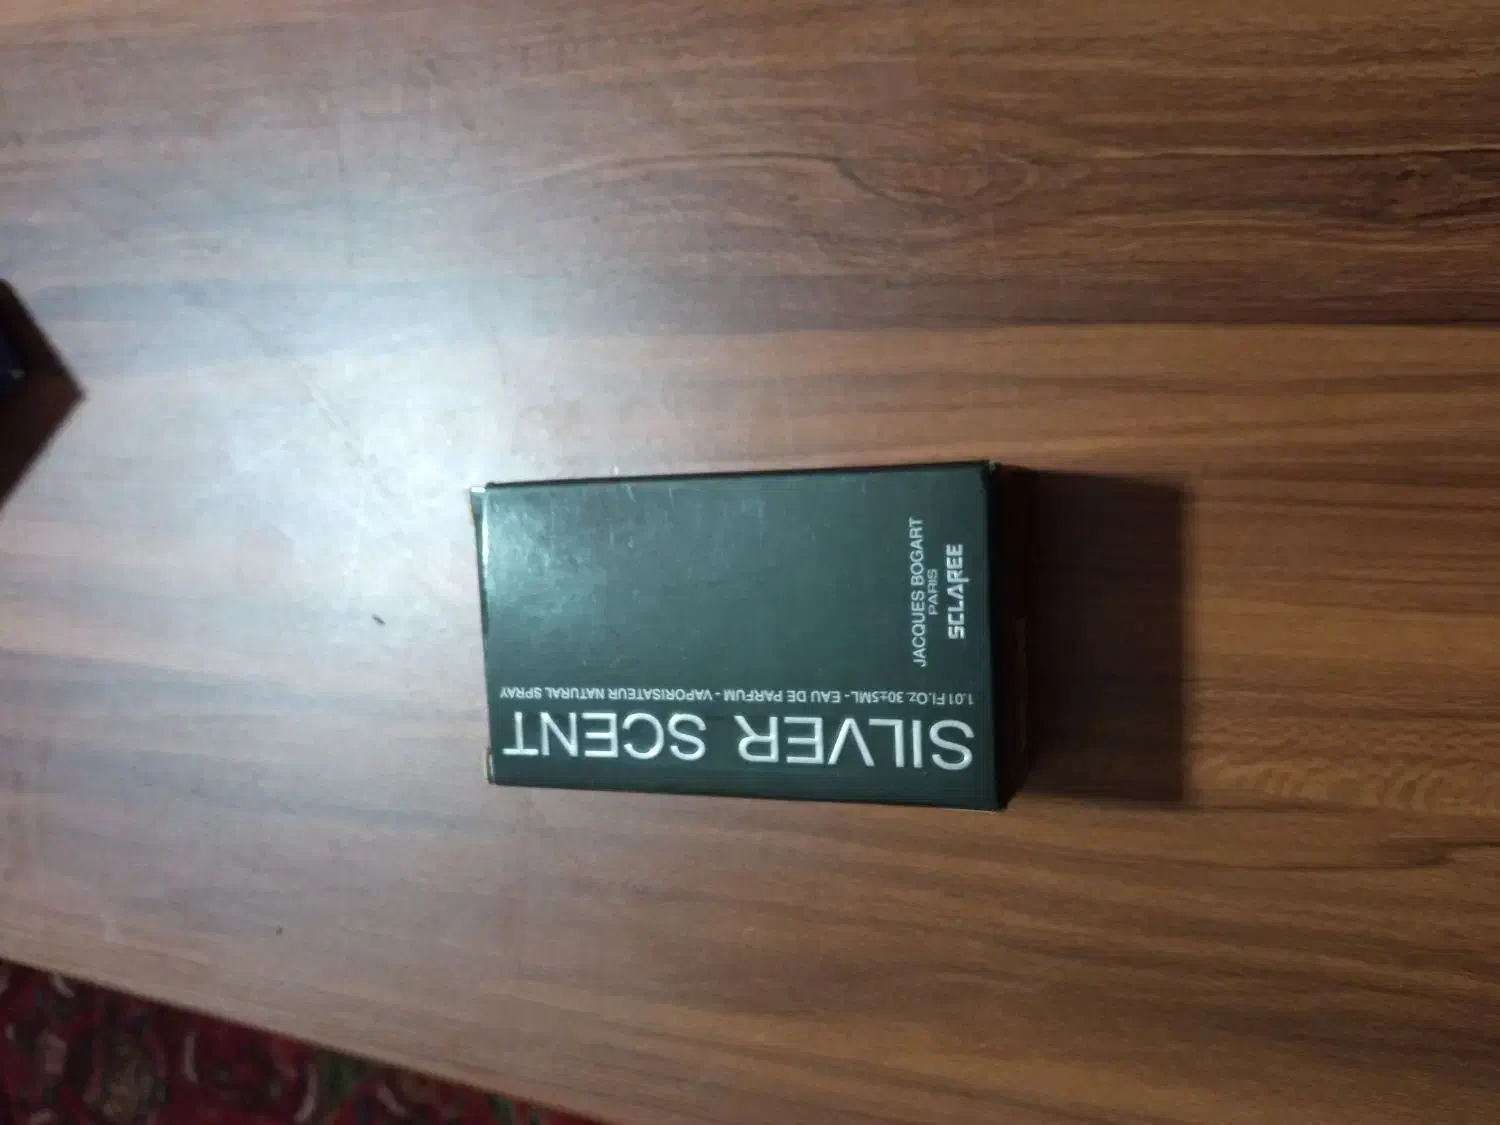 SILVER SCENT
1.01 Fl.Oz. 30±5ML - EAU DE PARFUM - VAPORISATEUR NATURAL SPRAY
JACQUES BOGART
PARIS
SCLAREE